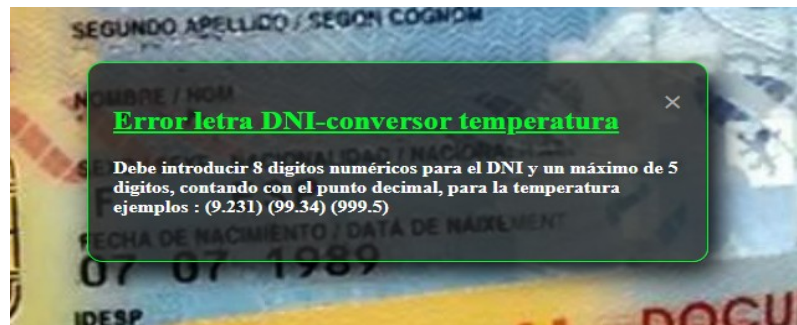 SEGUNDO APELLIDO / SEGON COGNOM
NOMBRE / NOM
×
Error letra DNI-conversor temperatura
Debe introducir 8 digitos numéricos para el DNI y un máximo de 5
digitos, contando con el punto decimal, para la temperatura
ejemplos : (9.231) (99.34) (999.5)
FECHA DE NACIMIENTO / DATA DE NAIXEMENT
07 07 1989
IDESP
DOCU